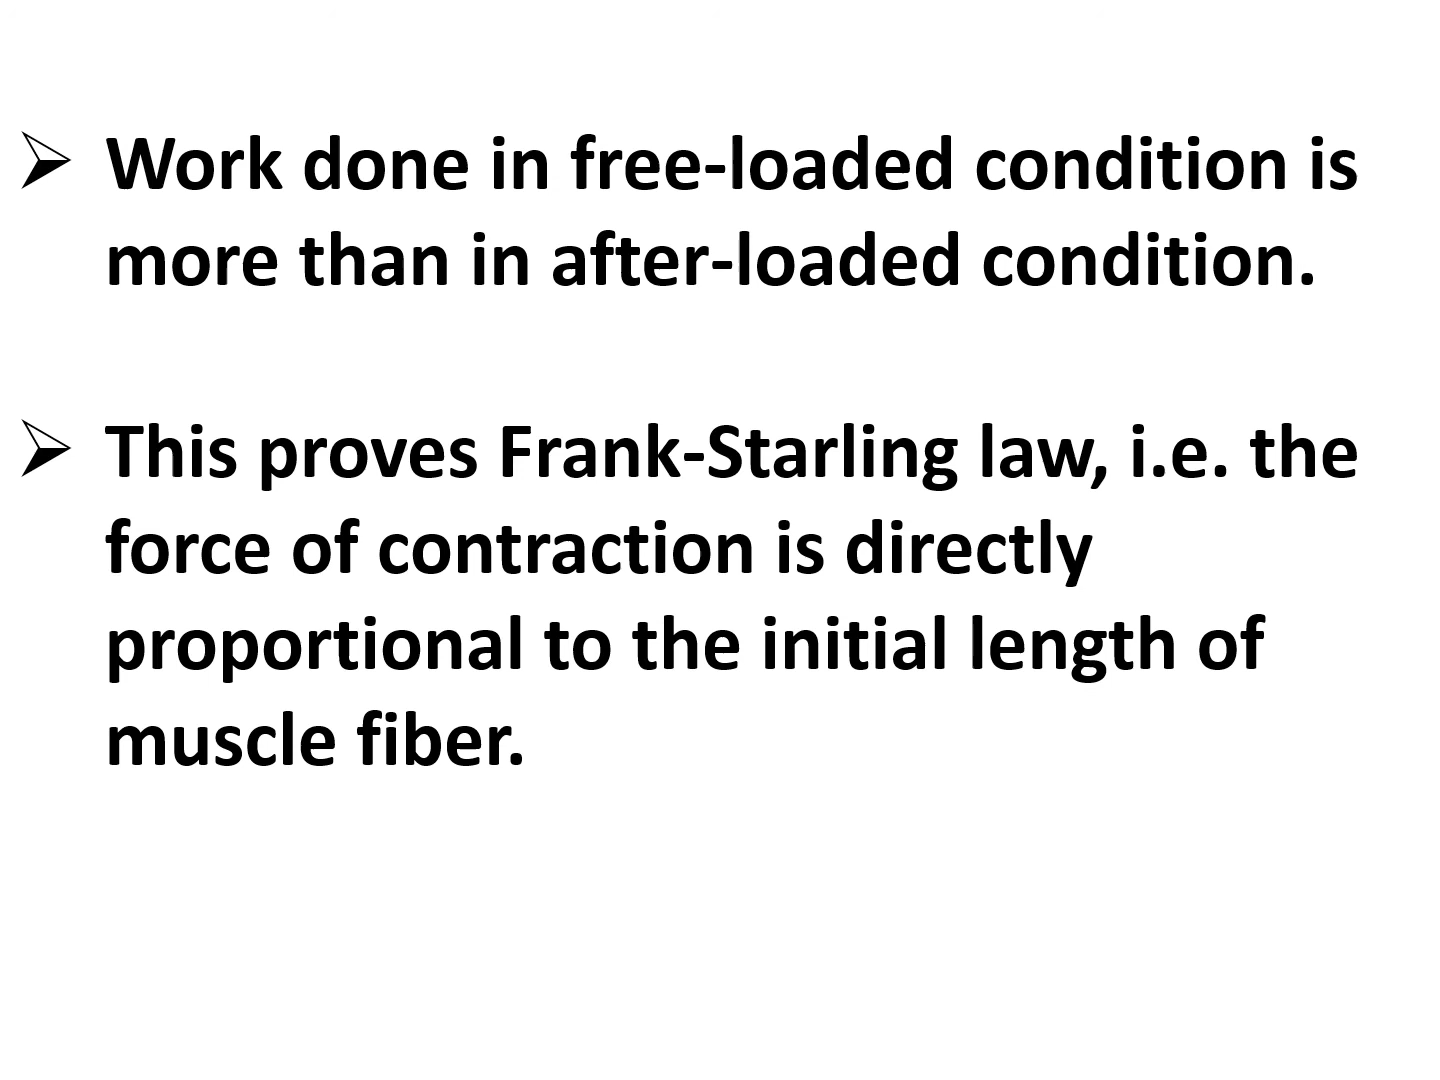 ➢ Work done in free-loaded condition is
more than in after-loaded condition.
➢ This proves Frank-Starling law, i.e. the
force of contraction is directly
proportional to the initial length of
muscle fiber.